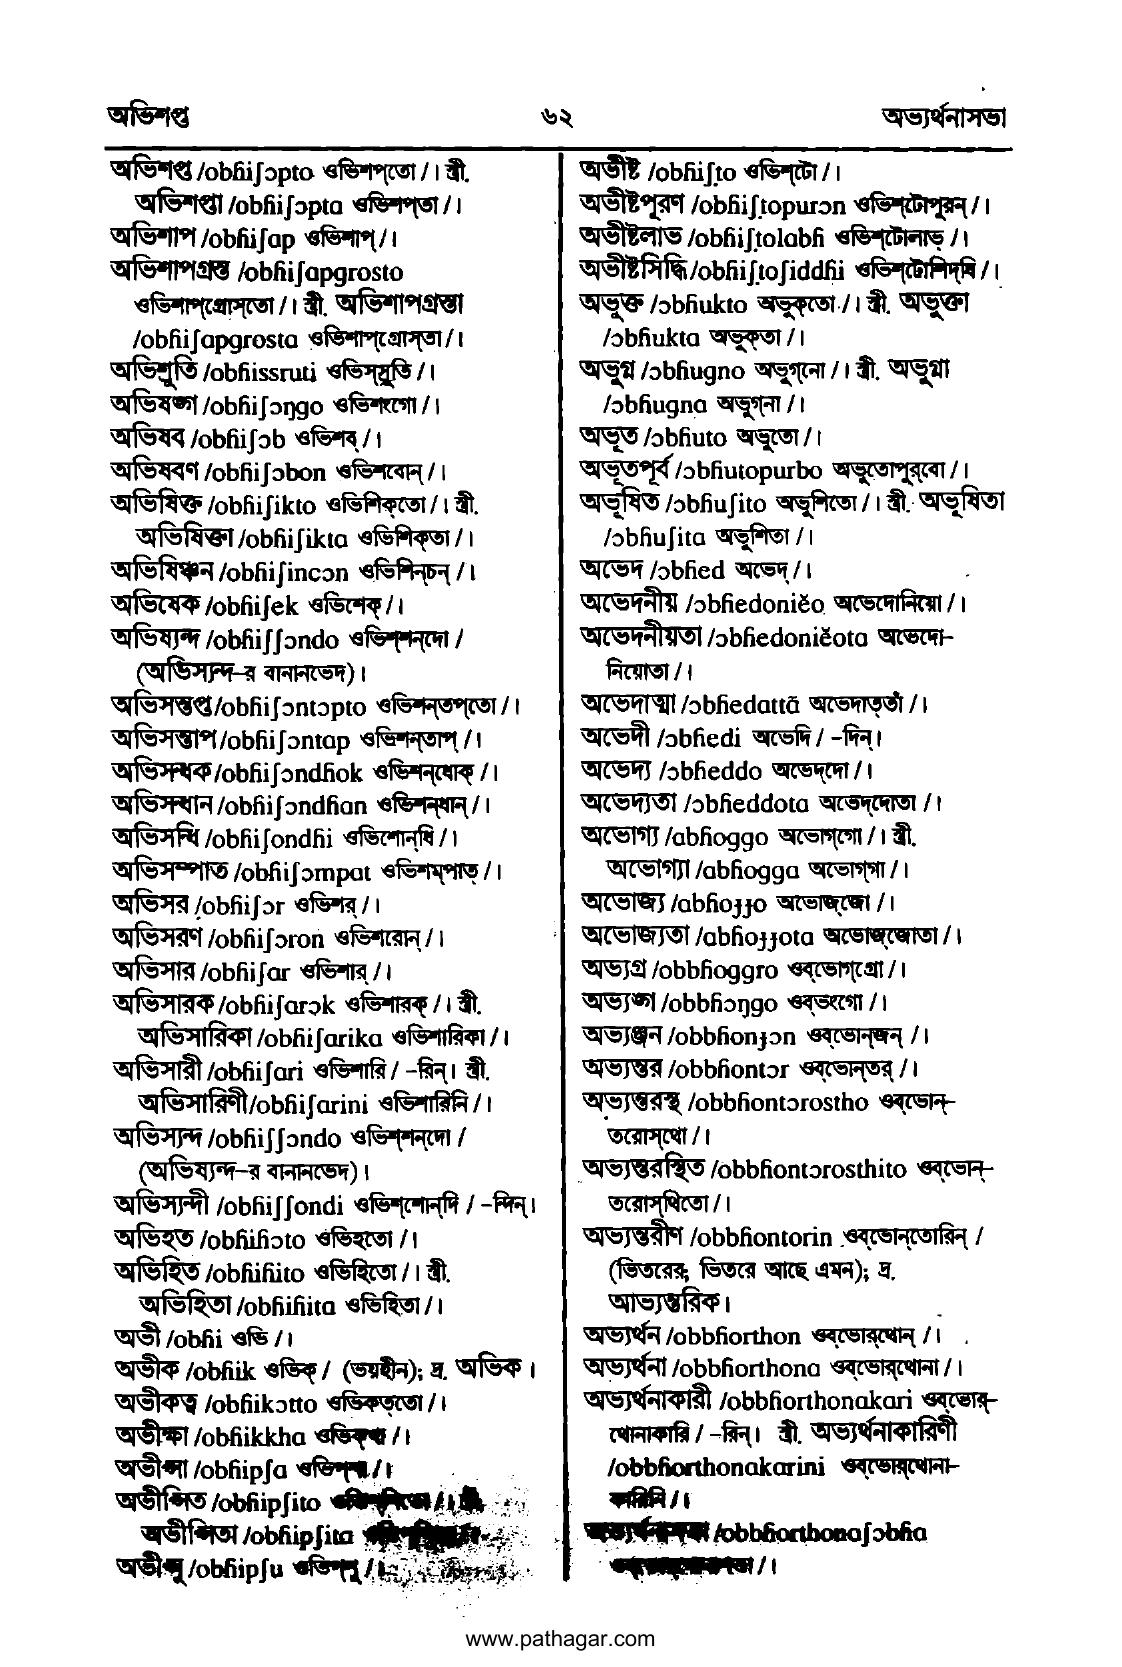 অভিশপ্ত ৬২ অভ্যর্থনাসভা
অভিশপ্ত /obɦiʃɔpto ওভিশপ্‌তো /। স্ত্রী.
অভিশপ্তা /obɦiʃɔpta ওভিশপ্‌তা /।
অভিশাপ /obɦiʃap ওভিশাপ্ /।
অভিশাপগ্রস্ত /obɦiʃapgrosto
ওভিশাপ্‌গ্রোস্‌তো /। স্ত্রী. অভিশাপগ্রস্তা
/obɦiʃapgrosta ওভিশাপ্‌গ্রোস্‌তা /।
অভিশ্রুতি /obɦissruti ওভিস্‌স্রুতি /।
অভিষঙ্গ /obɦiʃɔŋgo ওভিশংগো /।
অভিষব /obɦiʃɔb ওভিশব্ /।
অভিষবণ /obɦiʃɔbon ওভিশবোন্ /।
অভিষিক্ত /obɦiʃikto ওভিশিক্‌তো /। স্ত্রী.
অভিষিক্তা /obɦiʃikta ওভিশিক্‌তা /।
অভিষিঞ্চন /obɦiʃincɔn ওভিশিন্‌চন্ /।
অভিষেক /obɦiʃek ওভিশেক্ /।
অভিষ্যন্দ /obɦiʃʃɔndo ওভিশ্‌শন্‌দো /
(অভিস্যন্দ-র বানানভেদ)।
অভিসন্তপ্ত /obɦiʃɔntɔpto ওভিশন্‌তপ্‌তো /।
অভিসন্তাপ /obɦiʃɔntap ওভিশন্‌তাপ্ /।
অভিসন্ধক /obɦiʃɔndɦok ওভিশন্‌ধোক্ /।
অভিসন্ধান /obɦiʃɔndɦan ওভিশন্‌ধান্ /।
অভিসন্ধি /obɦiʃondɦi ওভিশোন্‌ধি /।
অভিসম্পাত /obɦiʃɔmpat ওভিশম্‌পাত্ /।
অভিসর /obɦiʃɔr ওভিশর্ /।
অভিসরণ /obɦiʃɔron ওভিশরোন্ /।
অভিসার /obɦiʃar ওভিশার্ /।
অভিসারক /obɦiʃarɔk ওভিশারক্ /। স্ত্রী.
অভিসারিকা /obɦiʃarika ওভিশারিকা /।
অভিসারী /obɦiʃari ওভিশারি / -রিন্। স্ত্রী.
অভিসারিণী /obɦiʃarini ওভিশারিনি /।
অভিস্যন্দ /obɦiʃʃɔndo ওভিশ্‌শন্‌দো /
(অভিষ্যন্দ-র বানানভেদ)।
অভিস্যন্দী /obɦiʃʃondi ওভিশ্‌শোন্‌দি / -ন্দিন্।
অভিহত /obɦiɦɔto ওভিহতো /।
অভিহিত /obɦiɦito ওভিহিতো /। স্ত্রী.
অভিহিতা /obɦiɦita ওভিহিতা /।
অভী /obɦi ওভি /।
অভীক /obɦik ওভিক্ / (ভয়হীন); দ্র. অভিক।
অভীকত্ব /obɦikɔtto ওভিকত্‌তো /।
অভীক্ষা /obɦikkha ওভিক্‌খা /।
অভীপ্সা /obɦipʃa ওভিপ্‌শা /।
অভীপ্সিত /obɦipʃito
অভীপ্সিতা /obɦipʃita
অভীপ্সু /obɦipʃu ওভিপ্‌শু /।
অভীষ্ট /obɦiʃto ওভিশ্‌টো /।
অভীষ্টপূরণ /obɦiʃtopurɔn ওভিশ্‌টোপুরন্ /।
অভীষ্টলাভ /obɦiʃtolabɦ ওভিশ্‌টোলাভ্ /।
অভীষ্টসিদ্ধি /obɦiʃtoʃiddɦi ওভিশ্‌টোশিদ্‌ধি /।
অভুক্ত /ɔbɦukto অভুক্‌তো /। স্ত্রী. অভুক্তা
/ɔbɦukta অভুক্‌তা /।
অভুগ্ন /ɔbɦugno অভুগ্‌নো /। স্ত্রী. অভুগ্না
/ɔbɦugna অভুগ্‌না /।
অভূত /ɔbɦuto অভুতো /।
অভূতপূর্ব /ɔbɦutopurbo অভুতোপুর্‌বো /।
অভূষিত /ɔbɦuʃito অভুশিতো /। স্ত্রী. অভূষিতা
/ɔbɦuʃita অভুশিতা /।
অভেদ /ɔbɦed অভেদ্ /।
অভেদনীয় /ɔbɦedoniĕo অভেদোনিয়ো /।
অভেদনীয়তা /ɔbɦedoniĕota অভেদো-
নিয়োতা /।
অভেদাত্মা /ɔbɦedattã অভেদাত্‌তাঁ /।
অভেদী /ɔbɦedi অভেদি / -দিন্।
অভেদ্য /ɔbɦeddo অভেদ্‌দো /।
অভেদ্যতা /ɔbɦeddota অভেদ্‌দোতা /।
অভোগ্য /abɦoggo অভোগ্‌গো /। স্ত্রী.
অভোগ্যা /abɦogga অভোগ্‌গা /।
অভোজ্য /abɦoɟɟo অভোজ্‌জো /।
অভোজ্যতা /abɦoɟɟota অভোজ্‌জোতা /।
অভ্যগ্র /obbɦoggro ওব্‌ভোগ্‌গ্রো /।
অভ্যঙ্গ /obbɦɔŋgo ওব্‌ভংগো /।
অভ্যঞ্জন /obbɦonɟɔn ওব্‌ভোন্‌জন্ /।
অভ্যন্তর /obbɦontɔr ওব্‌ভোন্‌তর্ /।
অভ্যন্তরস্থ /obbɦontɔrostho ওব্‌ভোন্-
তরোস্‌থো /।
অভ্যন্তরস্থিত /obbɦontɔrosthito ওব্‌ভোন্-
তরোস্‌থিতো /।
অভ্যন্তরীণ /obbɦontorin ওব্‌ভোন্‌তোরিন্ /
(ভিতরের; ভিতরে আছে এমন); দ্র.
আভ্যন্তরিক।
অভ্যর্থন /obbɦorthon ওব্‌ভোর্‌থোন্ /।
অভ্যর্থনা /obbɦorthona ওব্‌ভোর্‌থোনা /।
অভ্যর্থনাকারী /obbɦorthonakari ওব্‌ভোর্-
থোনাকারি / -রিন্। স্ত্রী. অভ্যর্থনাকারিণী
/obbɦorthonakarini ওব্‌ভোর্‌থোনা-
কারিনি /।
অভ্যর্থনাসভা /obbɦorthonaʃɔbɦa
www.pathagar.com